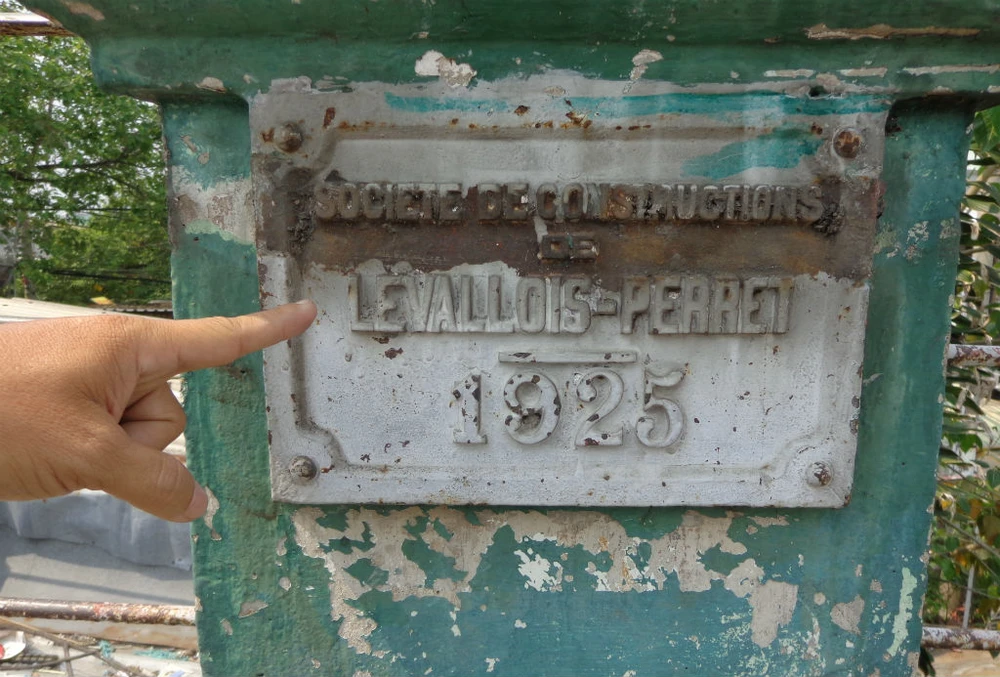 SOCIETE DE CONSTRUCTIONS
DE
LEVALLOIS-PERRET
1925